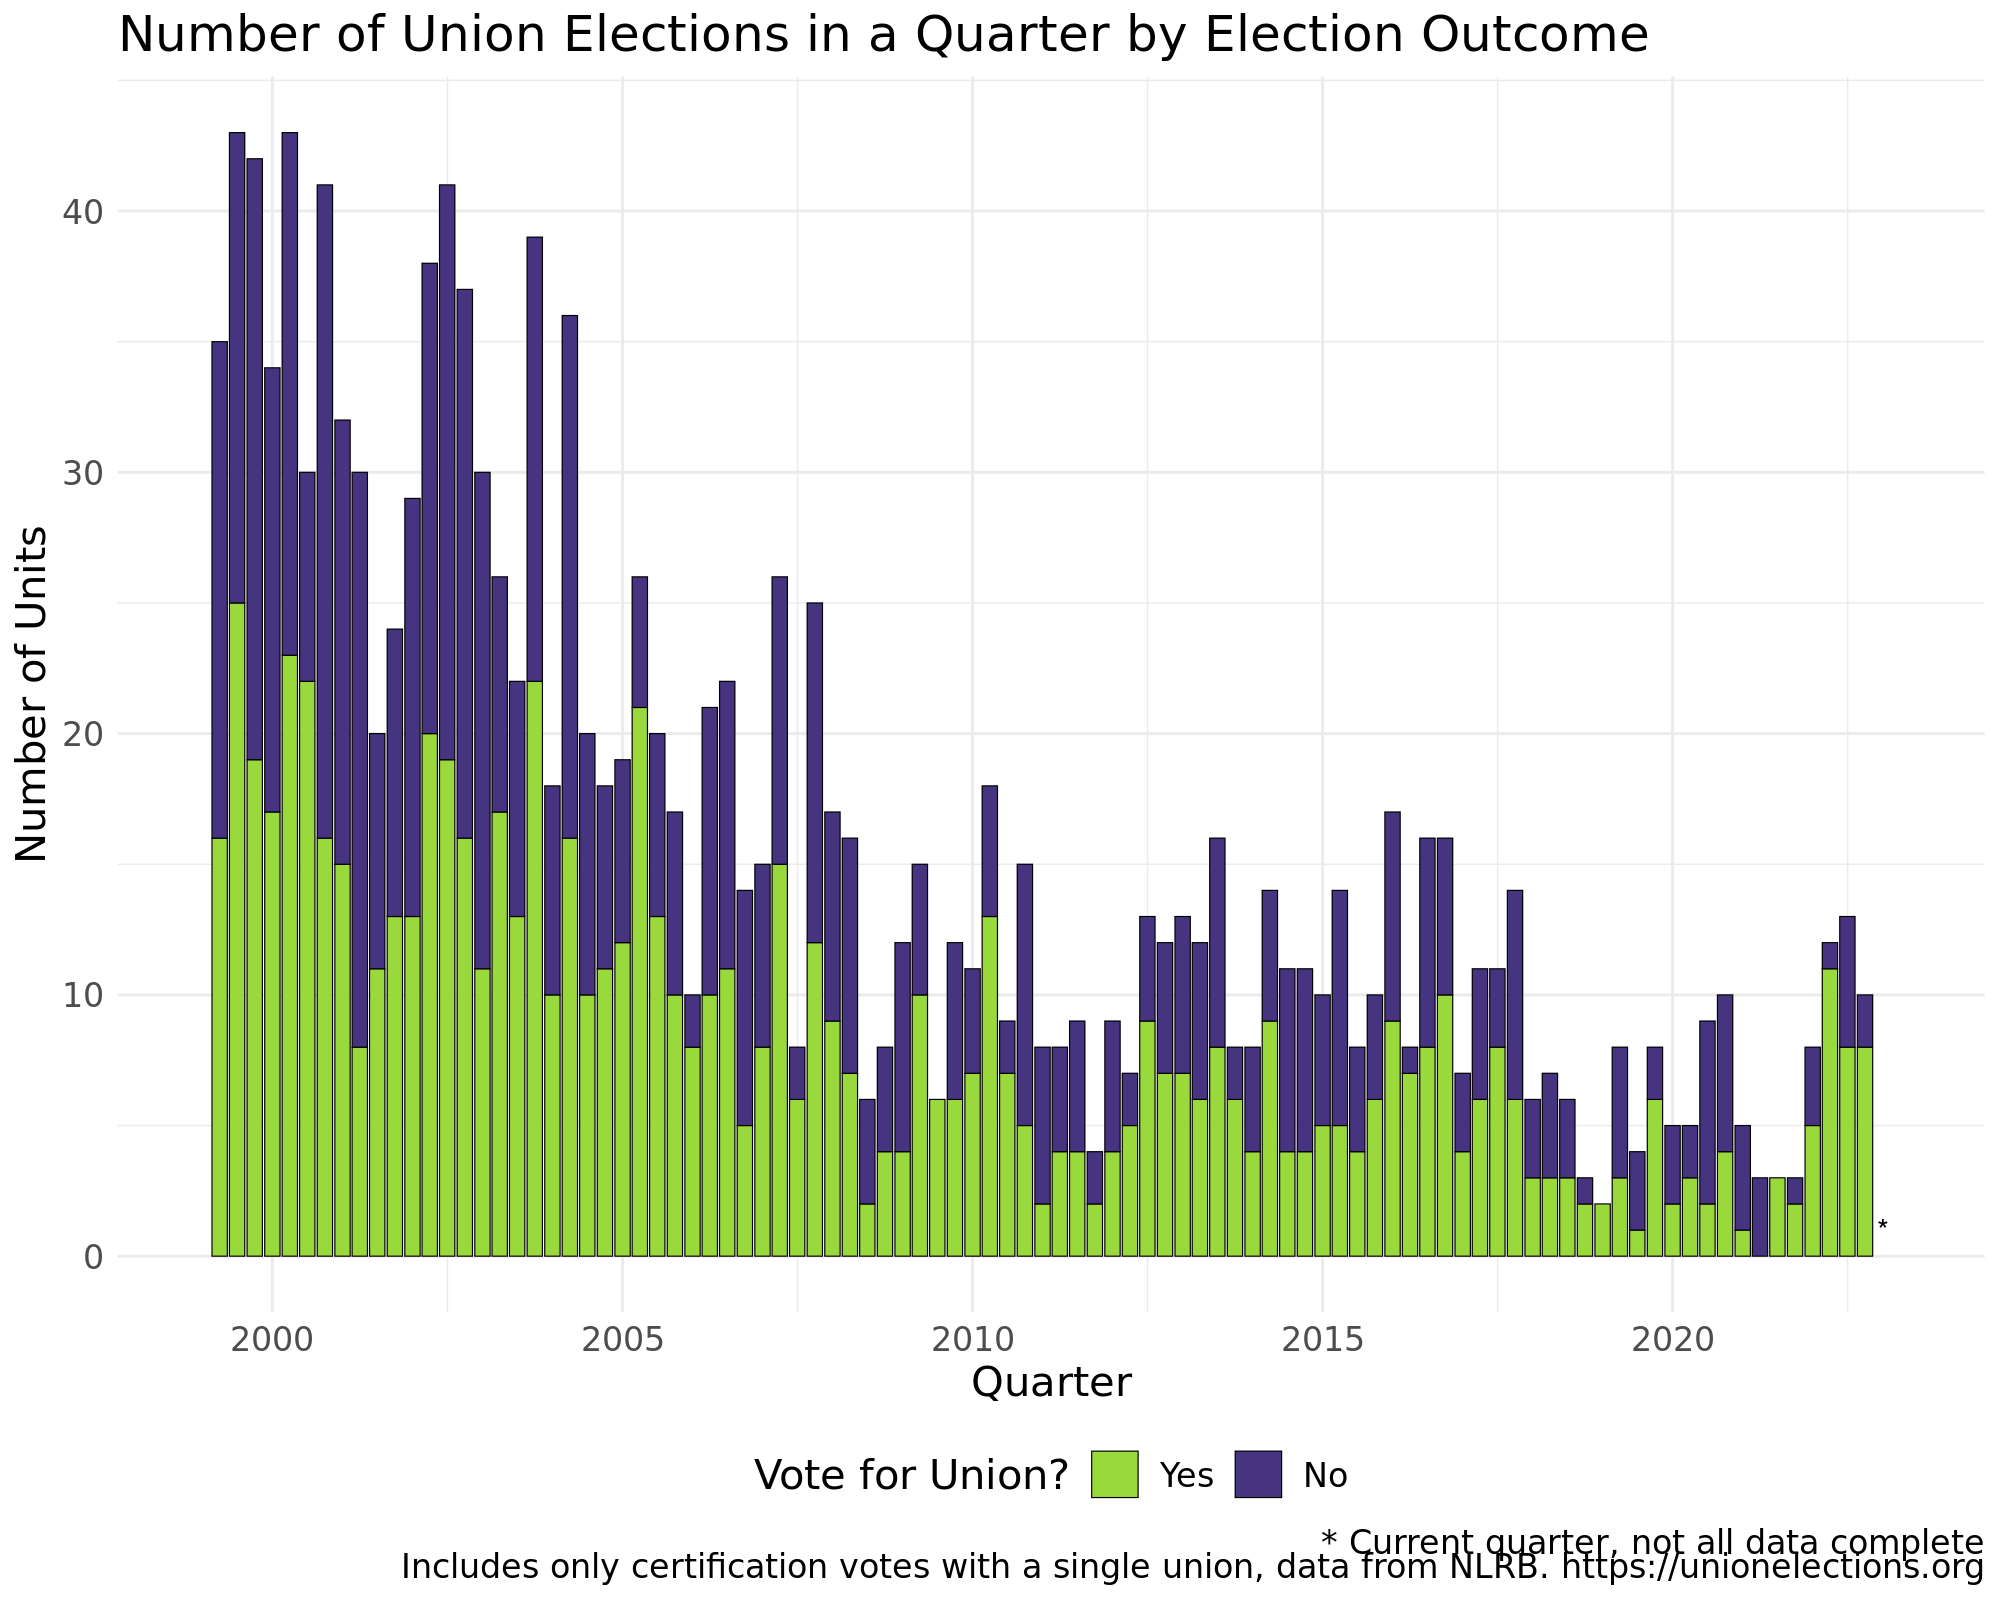 Number of Union Elections in a Quarter by Election Outcome
Number of Units
40
30
20
10
0
*
2000 2005 2010 2015 2020
Quarter
Vote for Union? Yes No
* Current quarter, not all data complete
Includes only certification votes with a single union, data from NLRB. https://unionelections.org